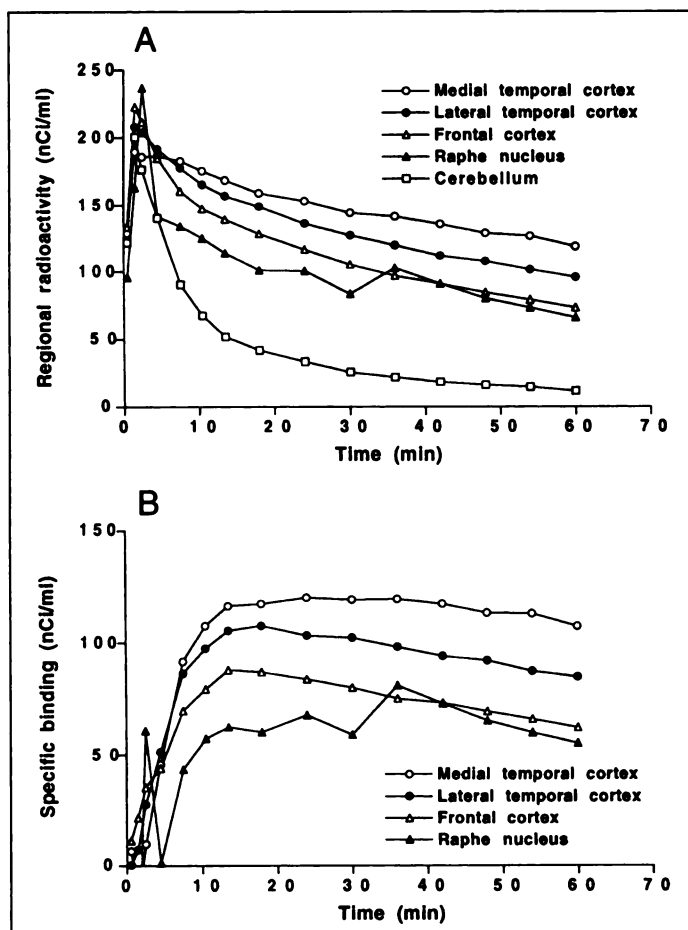 A
250
200
150
100
50
0
Regional radioactivity (nCi/ml)
Medial temporal cortex
Lateral temporal cortex
Frontal cortex
Raphe nucleus
Cerebellum
0 10 20 30 40 50 60 70
Time (min)
B
150
100
50
0
Specific binding (nCi/ml)
Medial temporal cortex
Lateral temporal cortex
Frontal cortex
Raphe nucleus
0 10 20 30 40 50 60 70
Time (min)